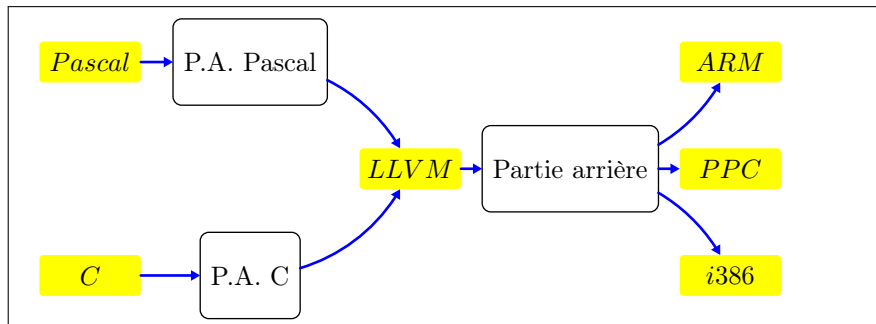 Pascal
P.A. Pascal
ARM
LLVM
Partie arrière
PPC
C
P.A. C
i386